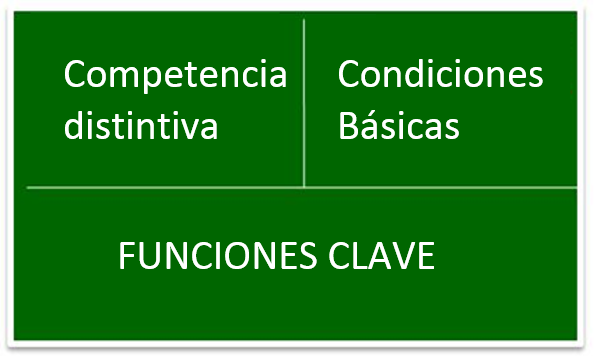 Competencia
distintiva
Condiciones
Básicas
FUNCIONES CLAVE